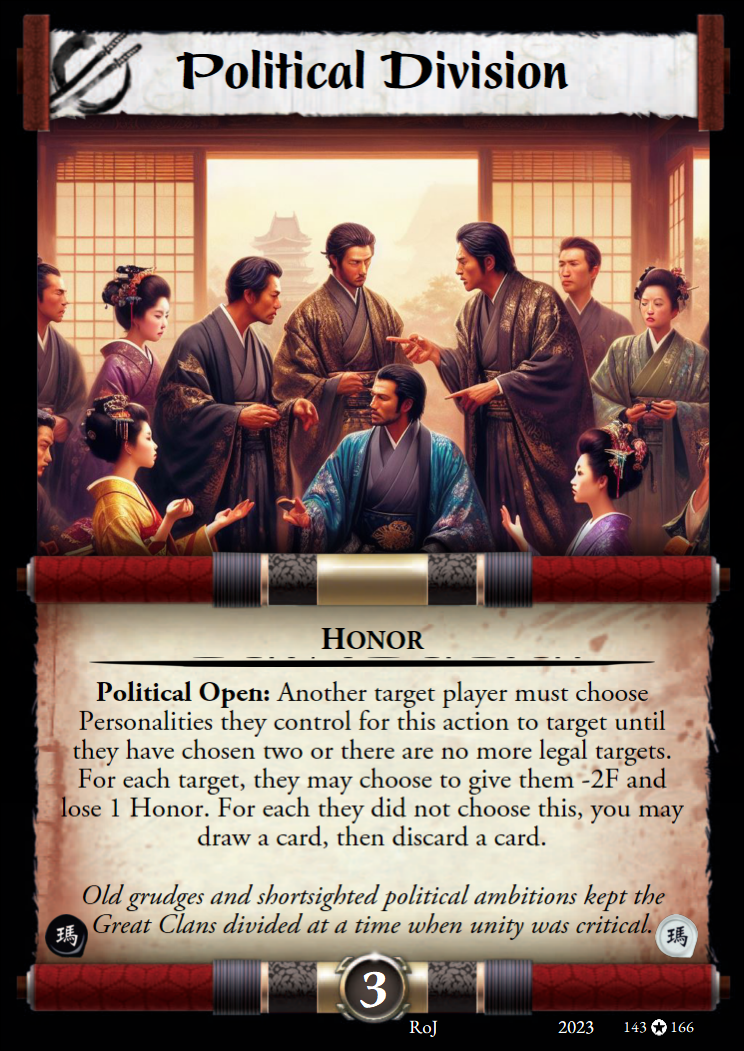 Political Division
HONOR
Political Open: Another target player must choose
Personalities they control for this action to target until
they have chosen two or there are no more legal targets.
For each target, they may choose to give them -2F and
lose 1 Honor. For each they did not choose this, you may
draw a card, then discard a card.
Old grudges and shortsighted political ambitions kept the
Great Clans divided at a time when unity was critical.
瑪 瑪
3
RoJ 2023 143 166